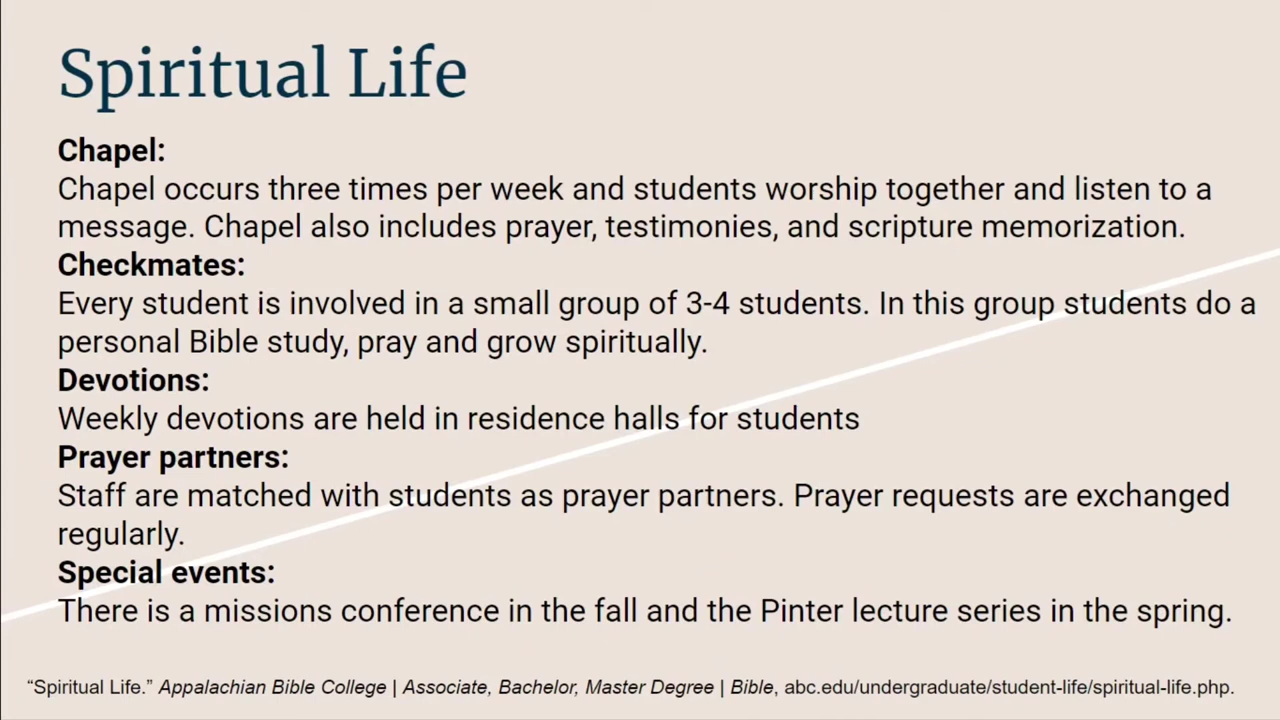 Spiritual Life
Chapel:
Chapel occurs three times per week and students worship together and listen to a
message. Chapel also includes prayer, testimonies, and scripture memorization.
Checkmates:
Every student is involved in a small group of 3-4 students. In this group students do a
personal Bible study, pray and grow spiritually.
Devotions:
Weekly devotions are held in residence halls for students
Prayer partners:
Staff are matched with students as prayer partners. Prayer requests are exchanged
regularly.
Special events:
There is a missions conference in the fall and the Pinter lecture series in the spring.
“Spiritual Life.” Appalachian Bible College | Associate, Bachelor, Master Degree | Bible, abc.edu/undergraduate/student-life/spiritual-life.php.